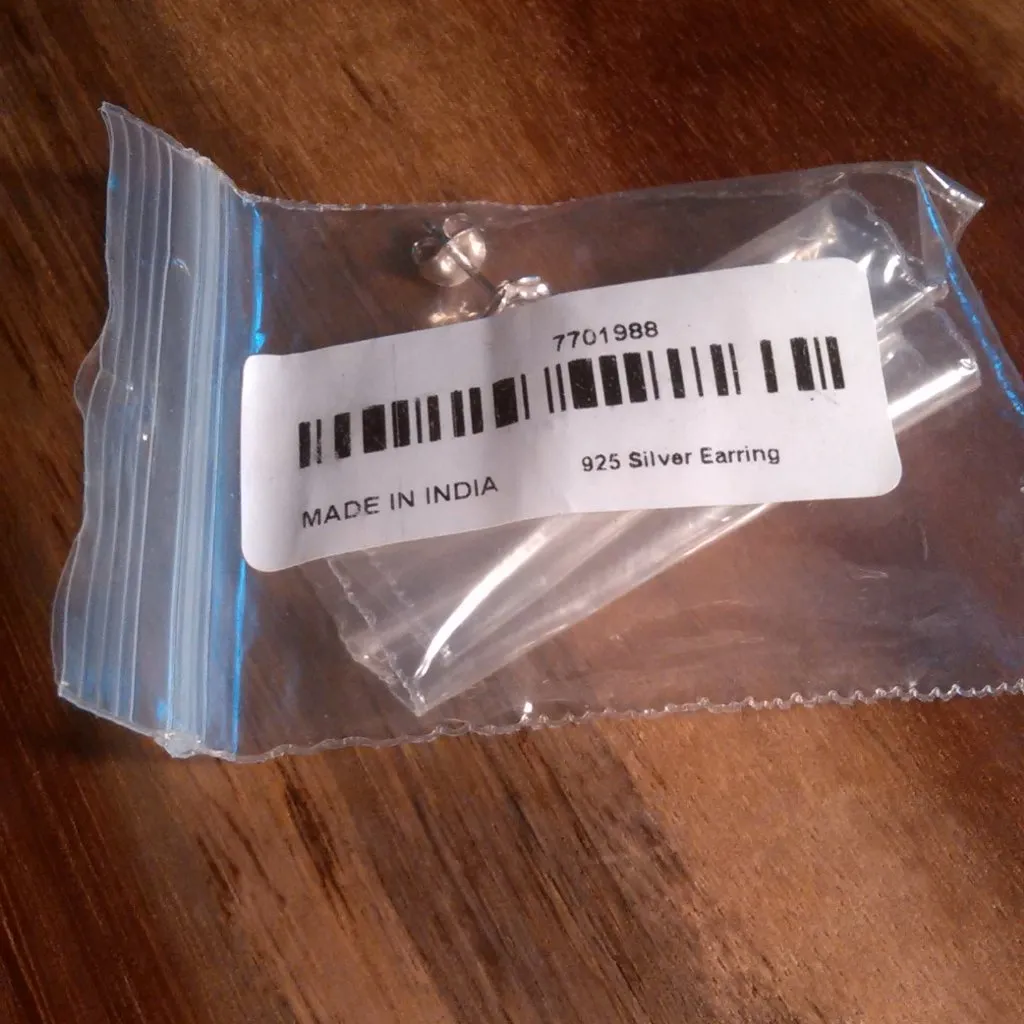 7701988
MADE IN INDIA
925 Silver Earring